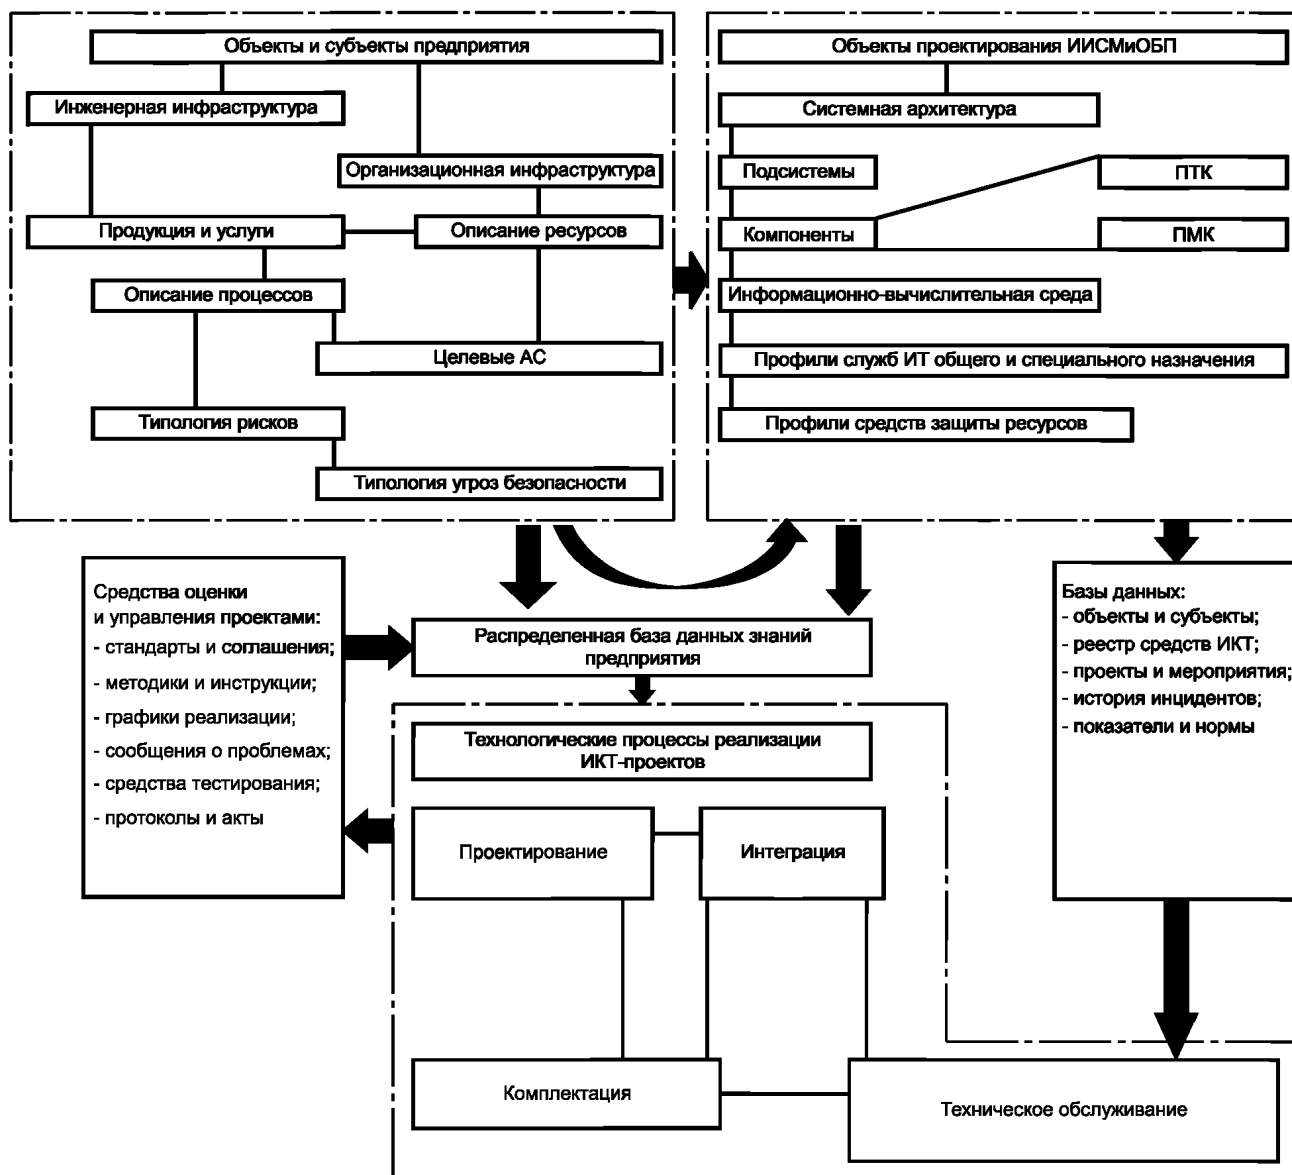 Объекты и субъекты предприятия
Инженерная инфраструктура
Организационная инфраструктура
Продукция и услуги
Описание ресурсов
Описание процессов
Целевые АС
Типология рисков
Типология угроз безопасности
Объекты проектирования ИИСМиОБП
Системная архитектура
Подсистемы
ПТК
Компоненты
ПМК
Информационно-вычислительная среда
Профили служб ИТ общего и специального назначения
Профили средств защиты ресурсов
Средства оценки
и управления проектами:
- стандарты и соглашения;
- методики и инструкции;
- графики реализации;
- сообщения о проблемах;
- средства тестирования;
- протоколы и акты
Распределенная база данных знаний
предприятия
Базы данных:
- объекты и субъекты;
- реестр средств ИКТ;
- проекты и мероприятия;
- история инцидентов;
- показатели и нормы
Технологические процессы реализации
ИКТ-проектов
Проектирование
Интеграция
Комплектация
Техническое обслуживание